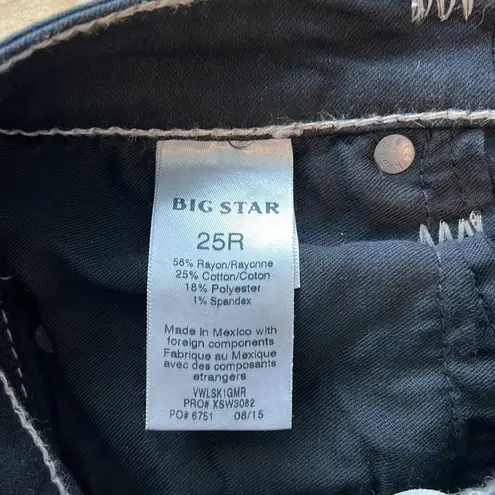 BIG STAR
25R
56% Rayon/Rayonne
25% Cotton/Coton
18% Polyester
1% Spandex
Made in Mexico with
foreign components
Fabrique au Mexique
avec des composants
etrangers
VWLSK1GMR
PRO# XSW3082
PO# 6751 08/15